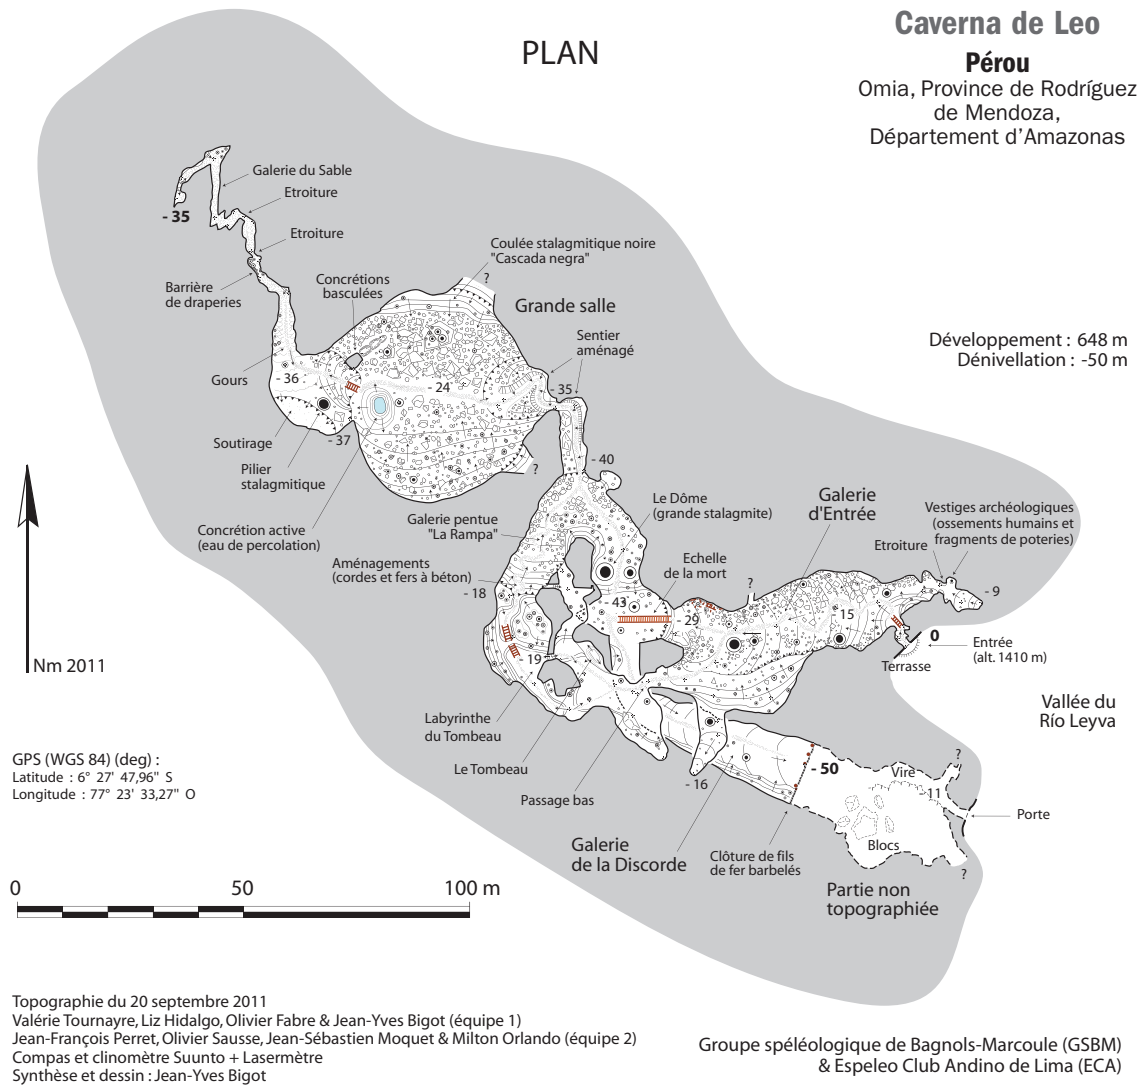 PLAN
Caverna de Leo
Pérou
Omia, Province de Rodríguez
de Mendoza,
Département d'Amazonas
Développement : 648 m
Dénivellation : -50 m
Galerie du Sable
Etroiture
- 35
Etroiture
Barrière
de draperies
Concrétions
basculées
Coulée stalagmitique noire
"Cascada negra"
?
Grande salle
Sentier
aménagé
Gours
- 36
- 24
- 35
Soutirage
- 37
Pilier
stalagmitique
?
- 40
Concrétion active
(eau de percolation)
Galerie pentue
"La Rampa"
Le Dôme
(grande stalagmite)
Galerie
d'Entrée
Vestiges archéologiques
(ossements humains et
fragments de poteries)
Etroiture
Echelle
de la mort
Aménagements
(cordes et fers à béton)
- 18
?
- 9
- 43
- 29
- 15
0
Entrée
(alt. 1410 m)
Terrasse
- 19
Nm 2011
Labyrinthe
du Tombeau
Vallée du
Río Leyva
Le Tombeau
GPS (WGS 84) (deg) :
Latitude : 6° 27' 47,96" S
Longitude : 77° 23' 33,27" O
Passage bas
- 16
- 50
Vire
?
- 11
Porte
Galerie
de la Discorde
Clôture de fils
de fer barbelés
Blocs
?
Partie non
topographiée
0 50 100 m
Topographie du 20 septembre 2011
Valérie Tournayre, Liz Hidalgo, Olivier Fabre & Jean-Yves Bigot (équipe 1)
Jean-François Perret, Olivier Sausse, Jean-Sébastien Moquet & Milton Orlando (équipe 2)
Compas et clinomètre Suunto + Lasermètre
Synthèse et dessin : Jean-Yves Bigot
Groupe spéléologique de Bagnols-Marcoule (GSBM)
& Espeleo Club Andino de Lima (ECA)